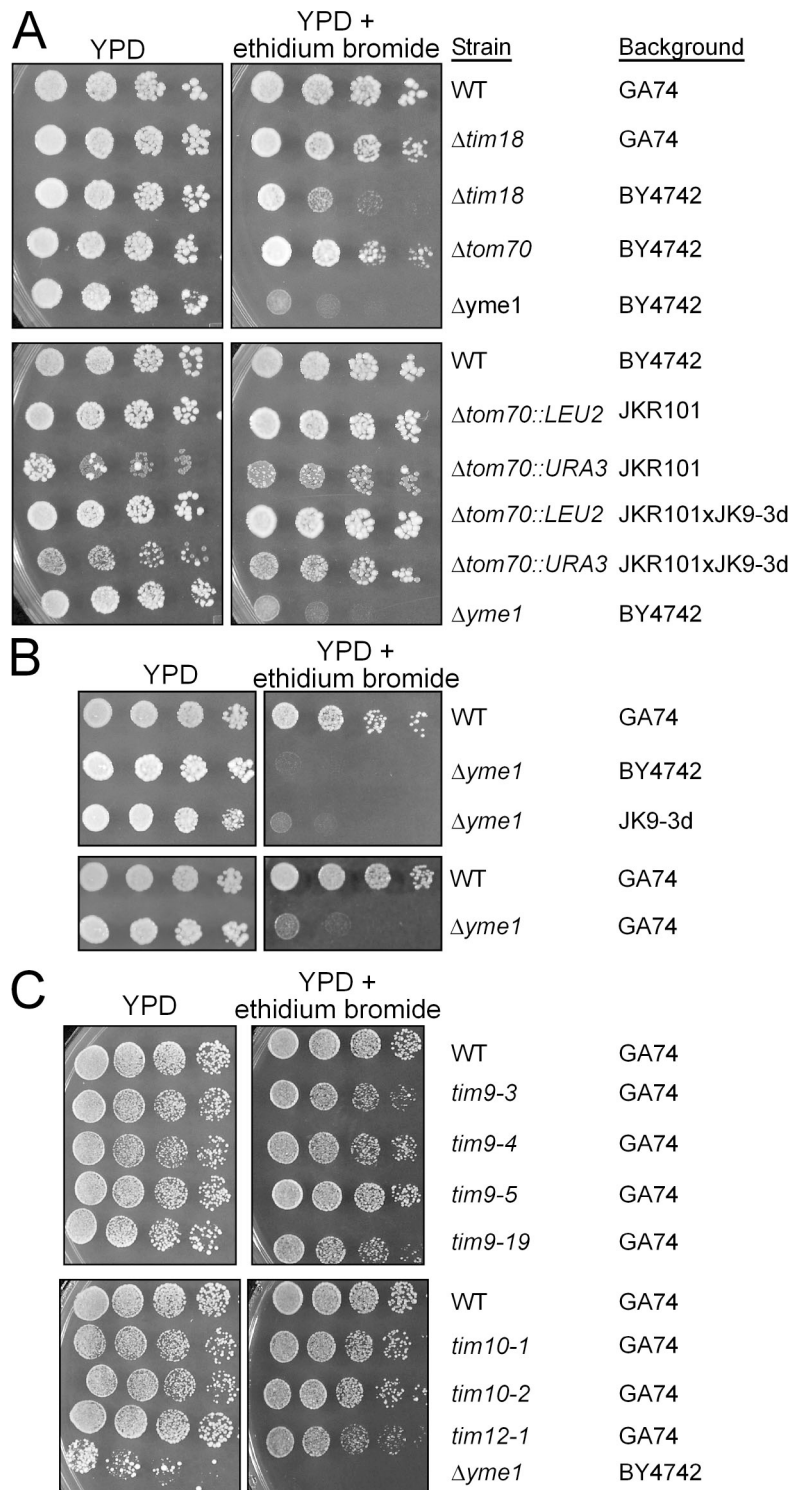 A
YPD
YPD +
ethidium bromide
Strain
Background
WT GA74
Δtim18 GA74
Δtim18 BY4742
Δtom70 BY4742
Δyme1 BY4742
WT BY4742
Δtom70::LEU2 JKR101
Δtom70::URA3 JKR101
Δtom70::LEU2 JKR101xJK9-3d
Δtom70::URA3 JKR101xJK9-3d
Δyme1 BY4742
B
YPD
YPD +
ethidium bromide
WT GA74
Δyme1 BY4742
Δyme1 JK9-3d
WT GA74
Δyme1 GA74
C
YPD
YPD +
ethidium bromide
WT GA74
tim9-3 GA74
tim9-4 GA74
tim9-5 GA74
tim9-19 GA74
WT GA74
tim10-1 GA74
tim10-2 GA74
tim12-1 GA74
Δyme1 BY4742